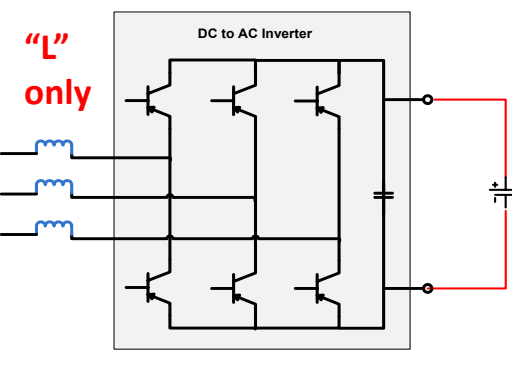 “L”
only
DC to AC Inverter
+
-